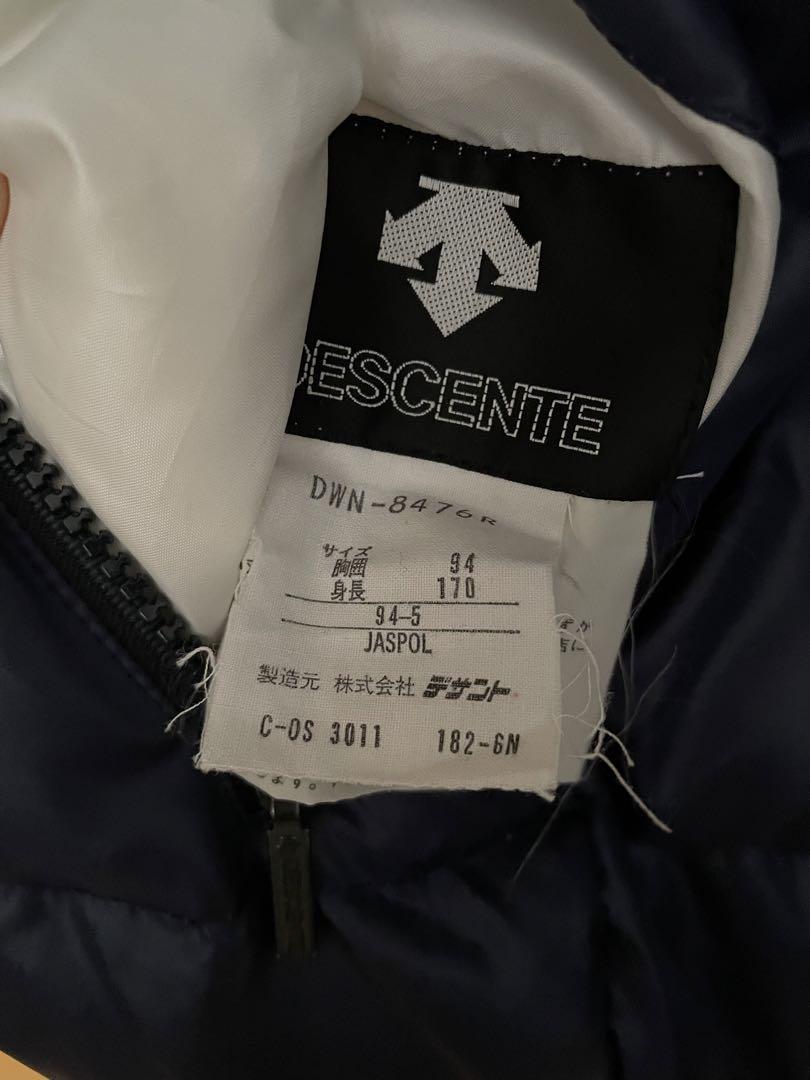 DESCENTE
DWN-8476R
サイズ
胸囲 94
身長 170
94-5
JASPOL
製造元 株式会社 デサント
C-OS 3011 182-6N